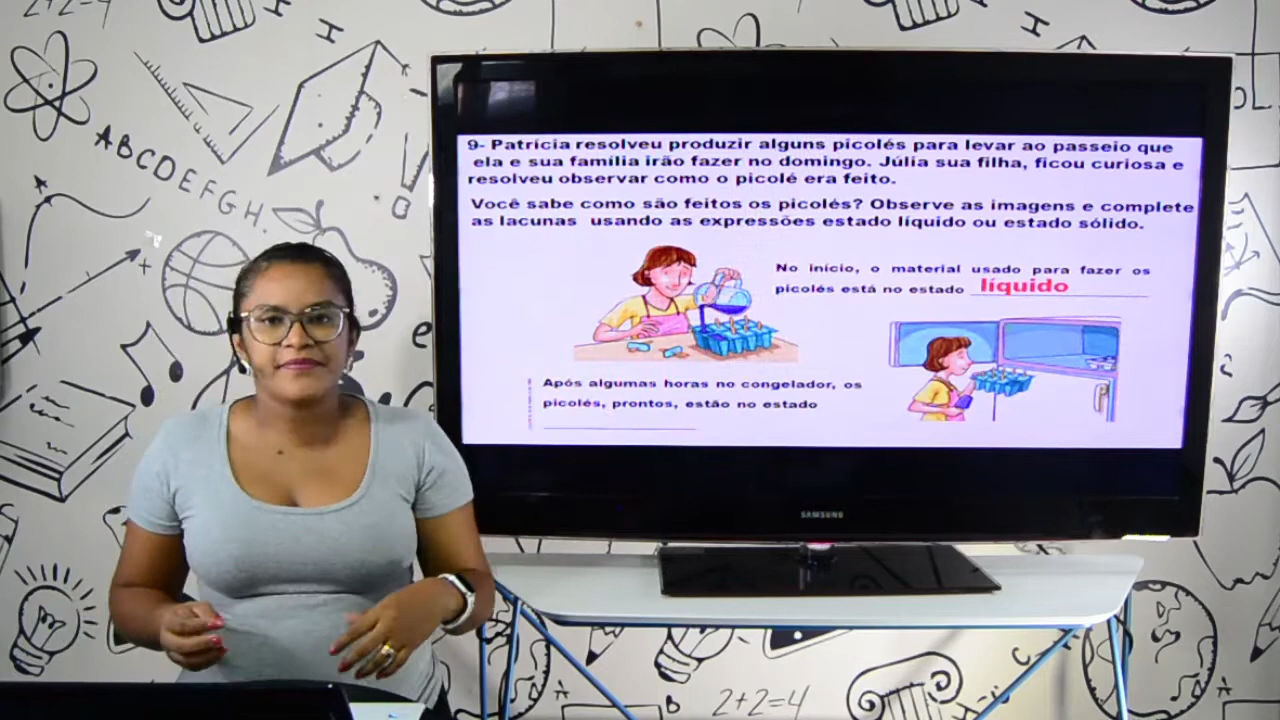 2+2=4
ABCDEFGH.
9- Patrícia resolveu produzir alguns picolés para levar ao passeio que
ela e sua família irão fazer no domingo. Júlia sua filha, ficou curiosa e
resolveu observar como o picolé era feito.
Você sabe como são feitos os picolés? Observe as imagens e complete
as lacunas usando as expressões estado líquido ou estado sólido.
No início, o material usado para fazer os
picolés está no estado líquido
Após algumas horas no congelador, os
picolés, prontos, estão no estado
SAMSUNG
2+2=4